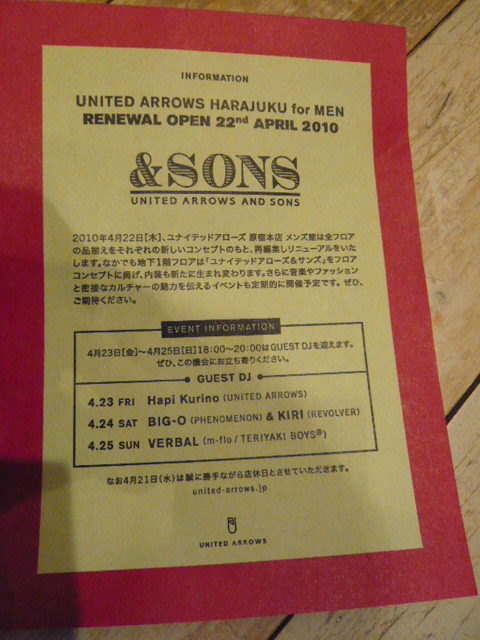 INFORMATION
UNITED ARROWS HARAJUKU for MEN
RENEWAL OPEN 22nd APRIL 2010
&SONS
UNITED ARROWS AND SONS
2010年4月22日[木]、ユナイテッドアローズ 原宿本店 メンズ館は全フロア
の品揃えをそれぞれの新しいコンセプトのもと、再編集しリニューアルをいた
します。なかでも地下1階フロアは「ユナイテッドアローズ&サンズ」をフロア
コンセプトに掲げ、内装も新たに生まれ変わります。さらに音楽やファッション
と密接なカルチャーの魅力を伝えるイベントも定期的に開催予定です。ぜひ、
ご期待ください。
EVENT INFORMATION
4月23日[金]〜4月25日[日]18:00〜20:00はGUEST DJを迎えます。
ぜひ、この機会にお立ち寄りください。
GUEST DJ
4.23 FRI Hapi Kurino (UNITED ARROWS)
4.24 SAT BIG-O (PHENOMENON) & KIRI (REVOLVER)
4.25 SUN VERBAL (m-flo / TERIYAKI BOYS®)
なお4月21日(水)は誠に勝手ながら店休日とさせていただきます。
united-arrows.jp
UNITED ARROWS